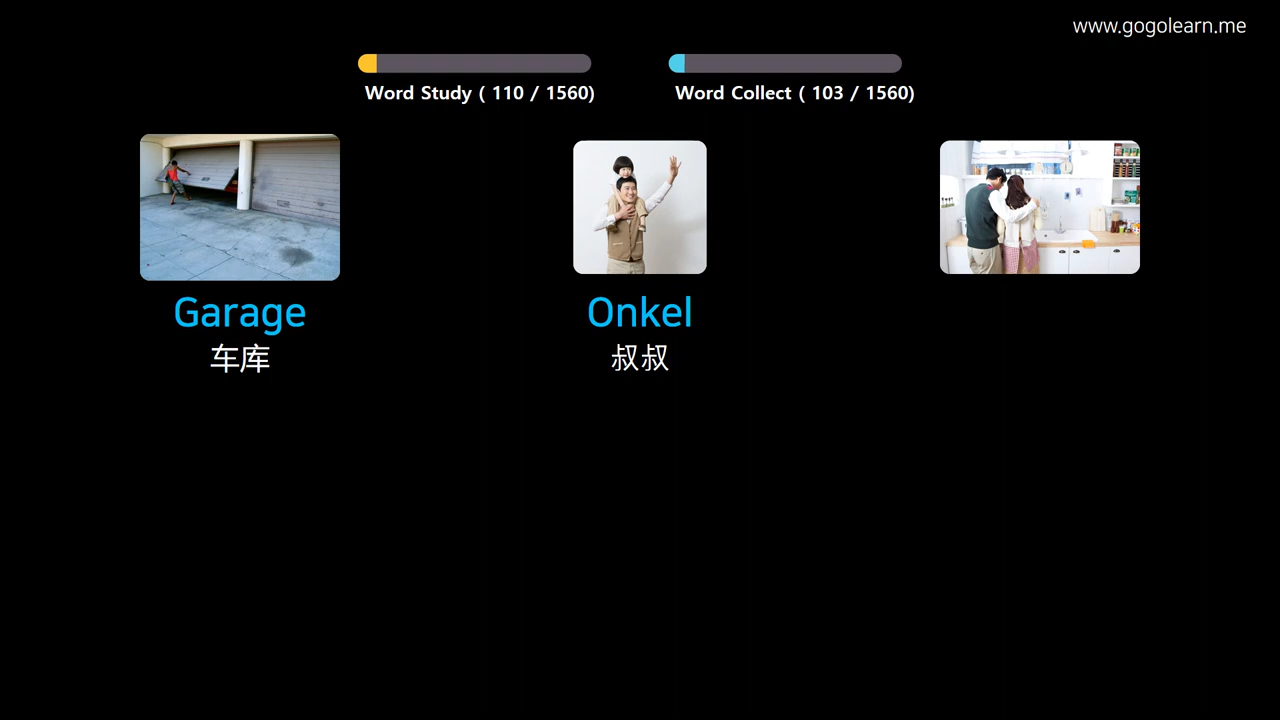 www.gogolearn.me
Word Study ( 110 / 1560)
Word Collect ( 103 / 1560)
Garage
车库
Onkel
叔叔